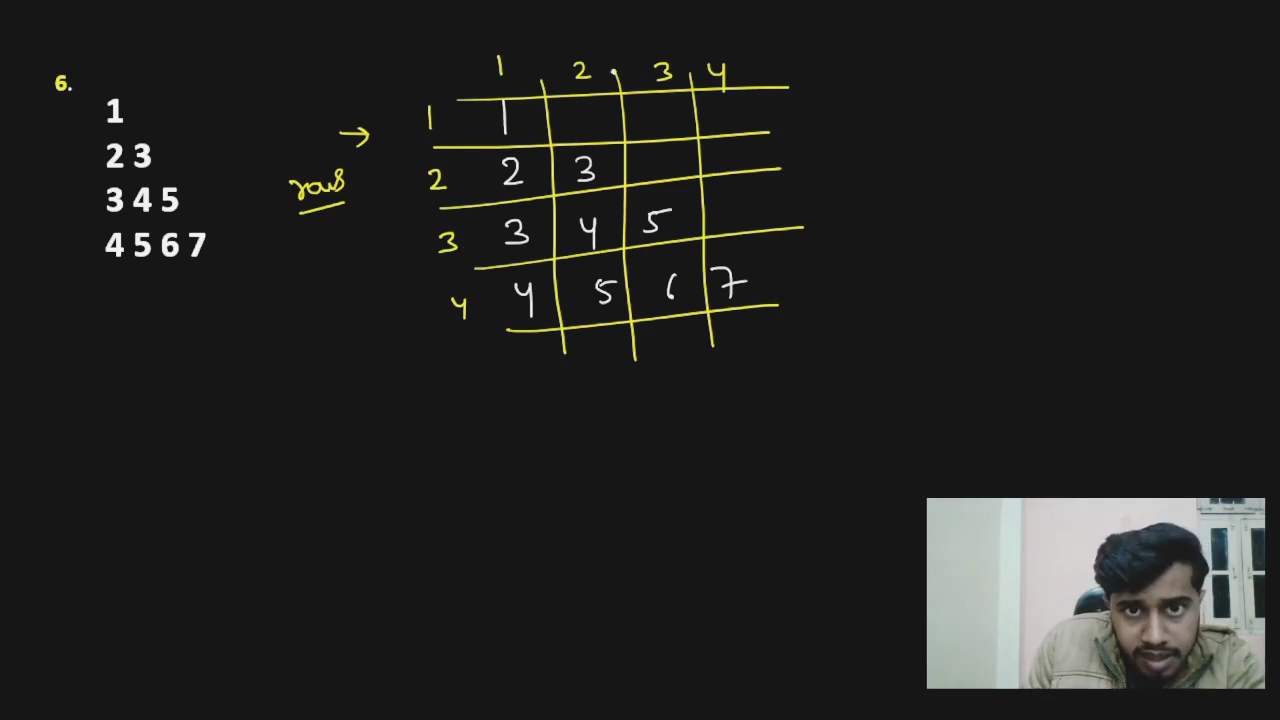 6.
1
2 3
3 4 5
4 5 6 7
rows
1 2 3 4
1 1
2 2 3
3 3 4 5
4 4 5 6 7